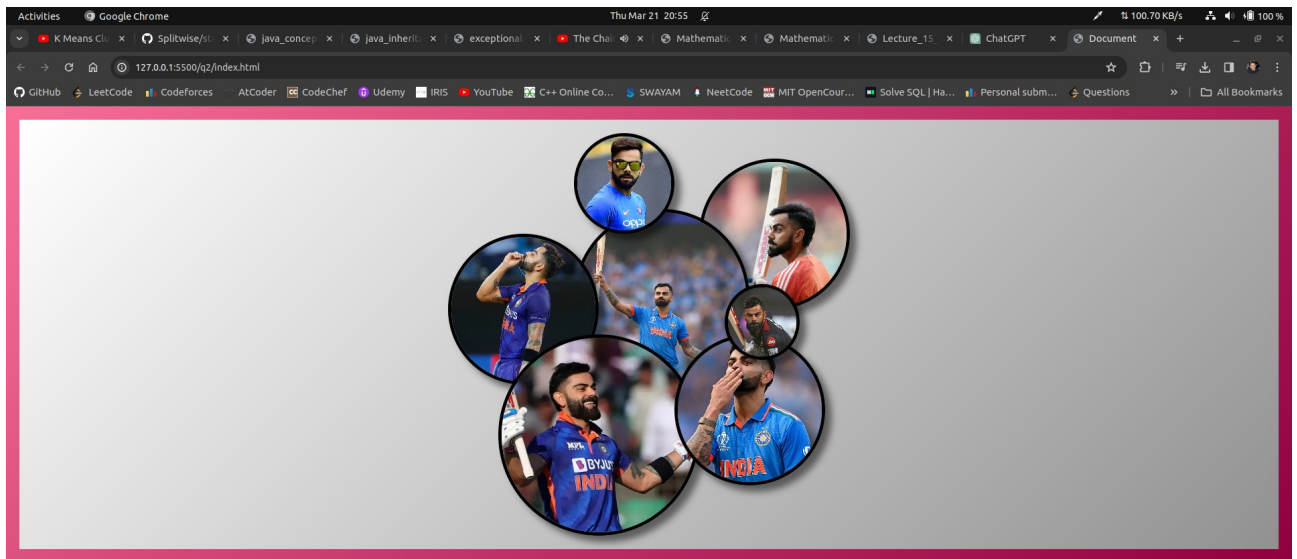 Activities Google Chrome Thu Mar 21 20:55 100.70 KB/s 100 %
K Means Clu Splitwise/st java_concep java_inherit exceptional The Chai Mathematic Mathematic Lecture_15_ ChatGPT Document
127.0.0.1:5500/q2/index.html
GitHub LeetCode Codeforces AtCoder CodeChef Udemy IRIS YouTube C++ Online Co... SWAYAM NeetCode MIT OpenCour... Solve SQL | Ha... Personal subm... Questions » All Bookmarks
oppo
INDIA
MPL
BYJU'
INDI
INDIA